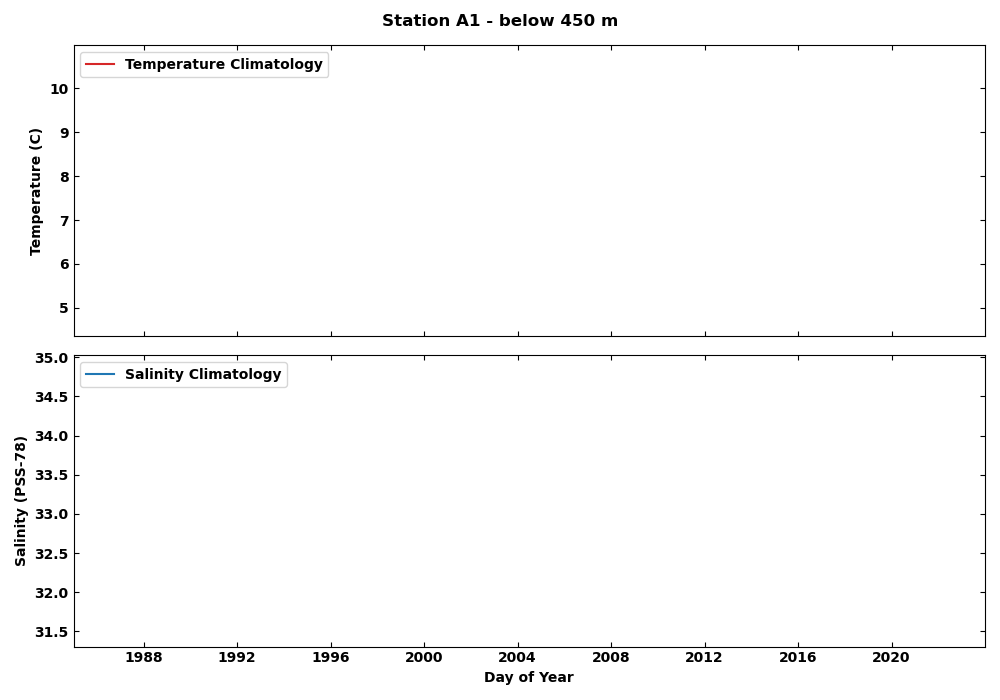 Station A1 - below 450 m
Temperature Climatology
Temperature (C)
10
9
8
7
6
5
Salinity Climatology
Salinity (PSS-78)
35.0
34.5
34.0
33.5
33.0
32.5
32.0
31.5
1988 1992 1996 2000 2004 2008 2012 2016 2020
Day of Year